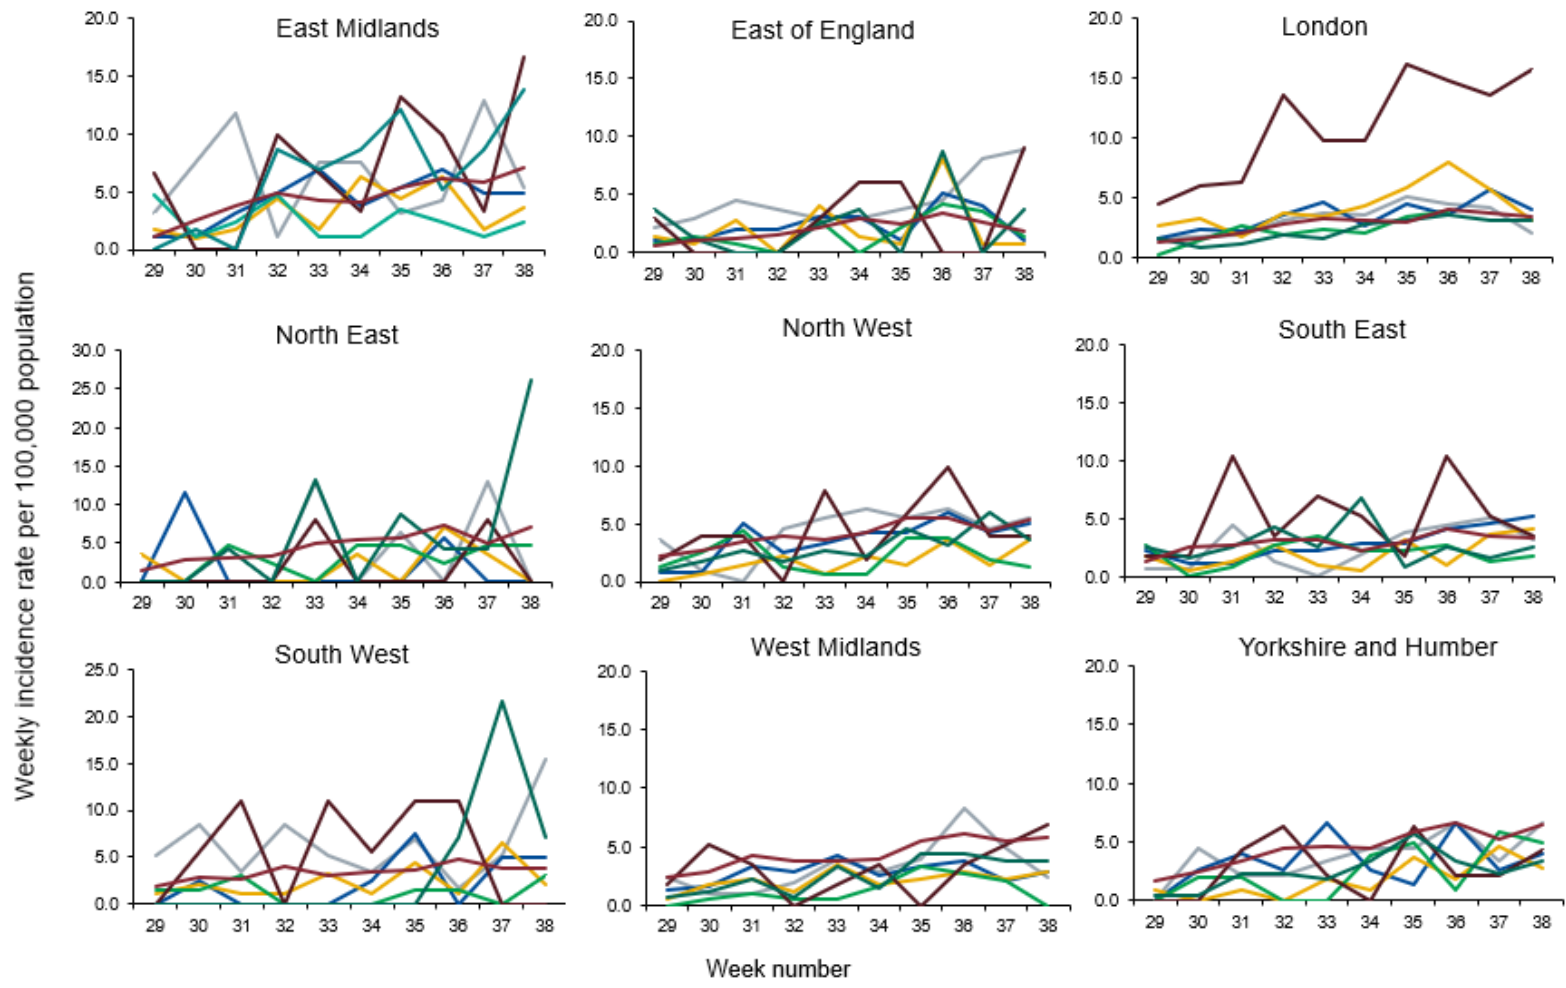 Weekly incidence rate per 100,000 population
East Midlands
20.0
15.0
10.0
5.0
0.0
29 30 31 32 33 34 35 36 37 38
East of England
20.0
15.0
10.0
5.0
0.0
29 30 31 32 33 34 35 36 37 38
London
20.0
15.0
10.0
5.0
0.0
29 30 31 32 33 34 35 36 37 38
North East
30.0
25.0
20.0
15.0
10.0
5.0
0.0
29 30 31 32 33 34 35 36 37 38
North West
20.0
15.0
10.0
5.0
0.0
29 30 31 32 33 34 35 36 37 38
South East
20.0
15.0
10.0
5.0
0.0
29 30 31 32 33 34 35 36 37 38
South West
25.0
20.0
15.0
10.0
5.0
0.0
29 30 31 32 33 34 35 36 37 38
West Midlands
20.0
15.0
10.0
5.0
0.0
29 30 31 32 33 34 35 36 37 38
Yorkshire and Humber
20.0
15.0
10.0
5.0
0.0
29 30 31 32 33 34 35 36 37 38
Week number